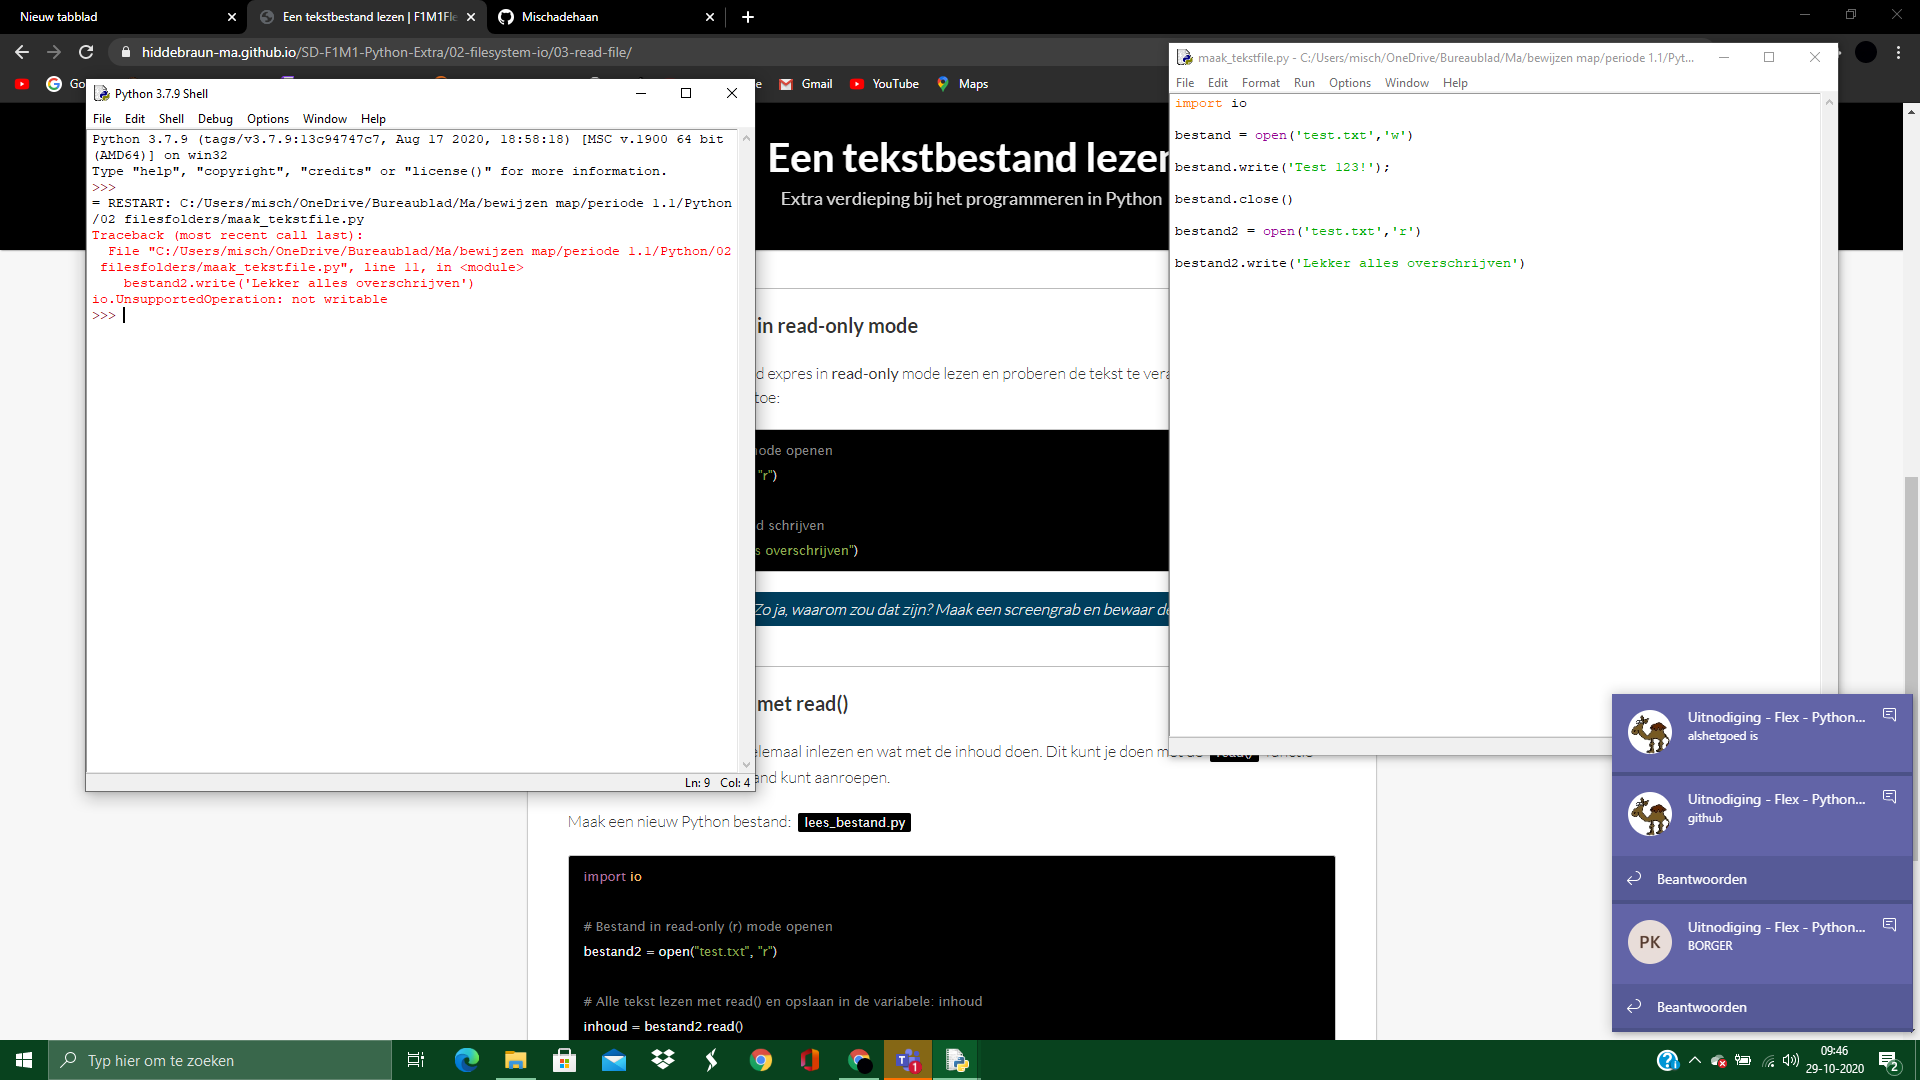 Nieuw tabblad
Een tekstbestand lezen | F1M1Fle
Mischadehaan
hiddebraun-ma.github.io/SD-F1M1-Python-Extra/02-filesystem-io/03-read-file/
Go
Gmail
YouTube
Maps
Python 3.7.9 Shell
File Edit Shell Debug Options Window Help
Python 3.7.9 (tags/v3.7.9:13c94747c7, Aug 17 2020, 18:58:18) [MSC v.1900 64 bit
(AMD64)] on win32
Type "help", "copyright", "credits" or "license()" for more information.
>>>
= RESTART: C:/Users/misch/OneDrive/Bureaublad/Ma/bewijzen map/periode 1.1/Python
/02 filesfolders/maak_tekstfile.py
Traceback (most recent call last):
File "C:/Users/misch/OneDrive/Bureaublad/Ma/bewijzen map/periode 1.1/Python/02
filesfolders/maak_tekstfile.py", line 11, in <module>
bestand2.write('Lekker alles overschrijven')
io.UnsupportedOperation: not writable
>>>
Ln: 9 Col: 4
maak_tekstfile.py - C:/Users/misch/OneDrive/Bureaublad/Ma/bewijzen map/periode 1.1/Pyt...
File Edit Format Run Options Window Help
import io
bestand = open('test.txt','w')
bestand.write('Test 123!');
bestand.close()
bestand2 = open('test.txt','r')
bestand2.write('Lekker alles overschrijven')
Een tekstbestand lezen
Extra verdieping bij het programmeren in Python
in read-only mode
d expres in read-only mode lezen en proberen de tekst te vera
toe:
ode openen
"r")
d schrijven
s overschrijven")
Zo ja, waarom zou dat zijn? Maak een screengrab en bewaar de
met read()
elemaal inlezen en wat met de inhoud doen. Dit kunt je doen met de
and kunt aanroepen.
Maak een nieuw Python bestand: lees_bestand.py
import io
# Bestand in read-only (r) mode openen
bestand2 = open("test.txt", "r")
# Alle tekst lezen met read() en opslaan in de variabele: inhoud
inhoud = bestand2.read()
Uitnodiging - Flex - Python...
alshetgoed is
Uitnodiging - Flex - Python...
github
Beantwoorden
PK
Uitnodiging - Flex - Python...
BORGER
Beantwoorden
Typ hier om te zoeken
1
09:46
29-10-2020
2